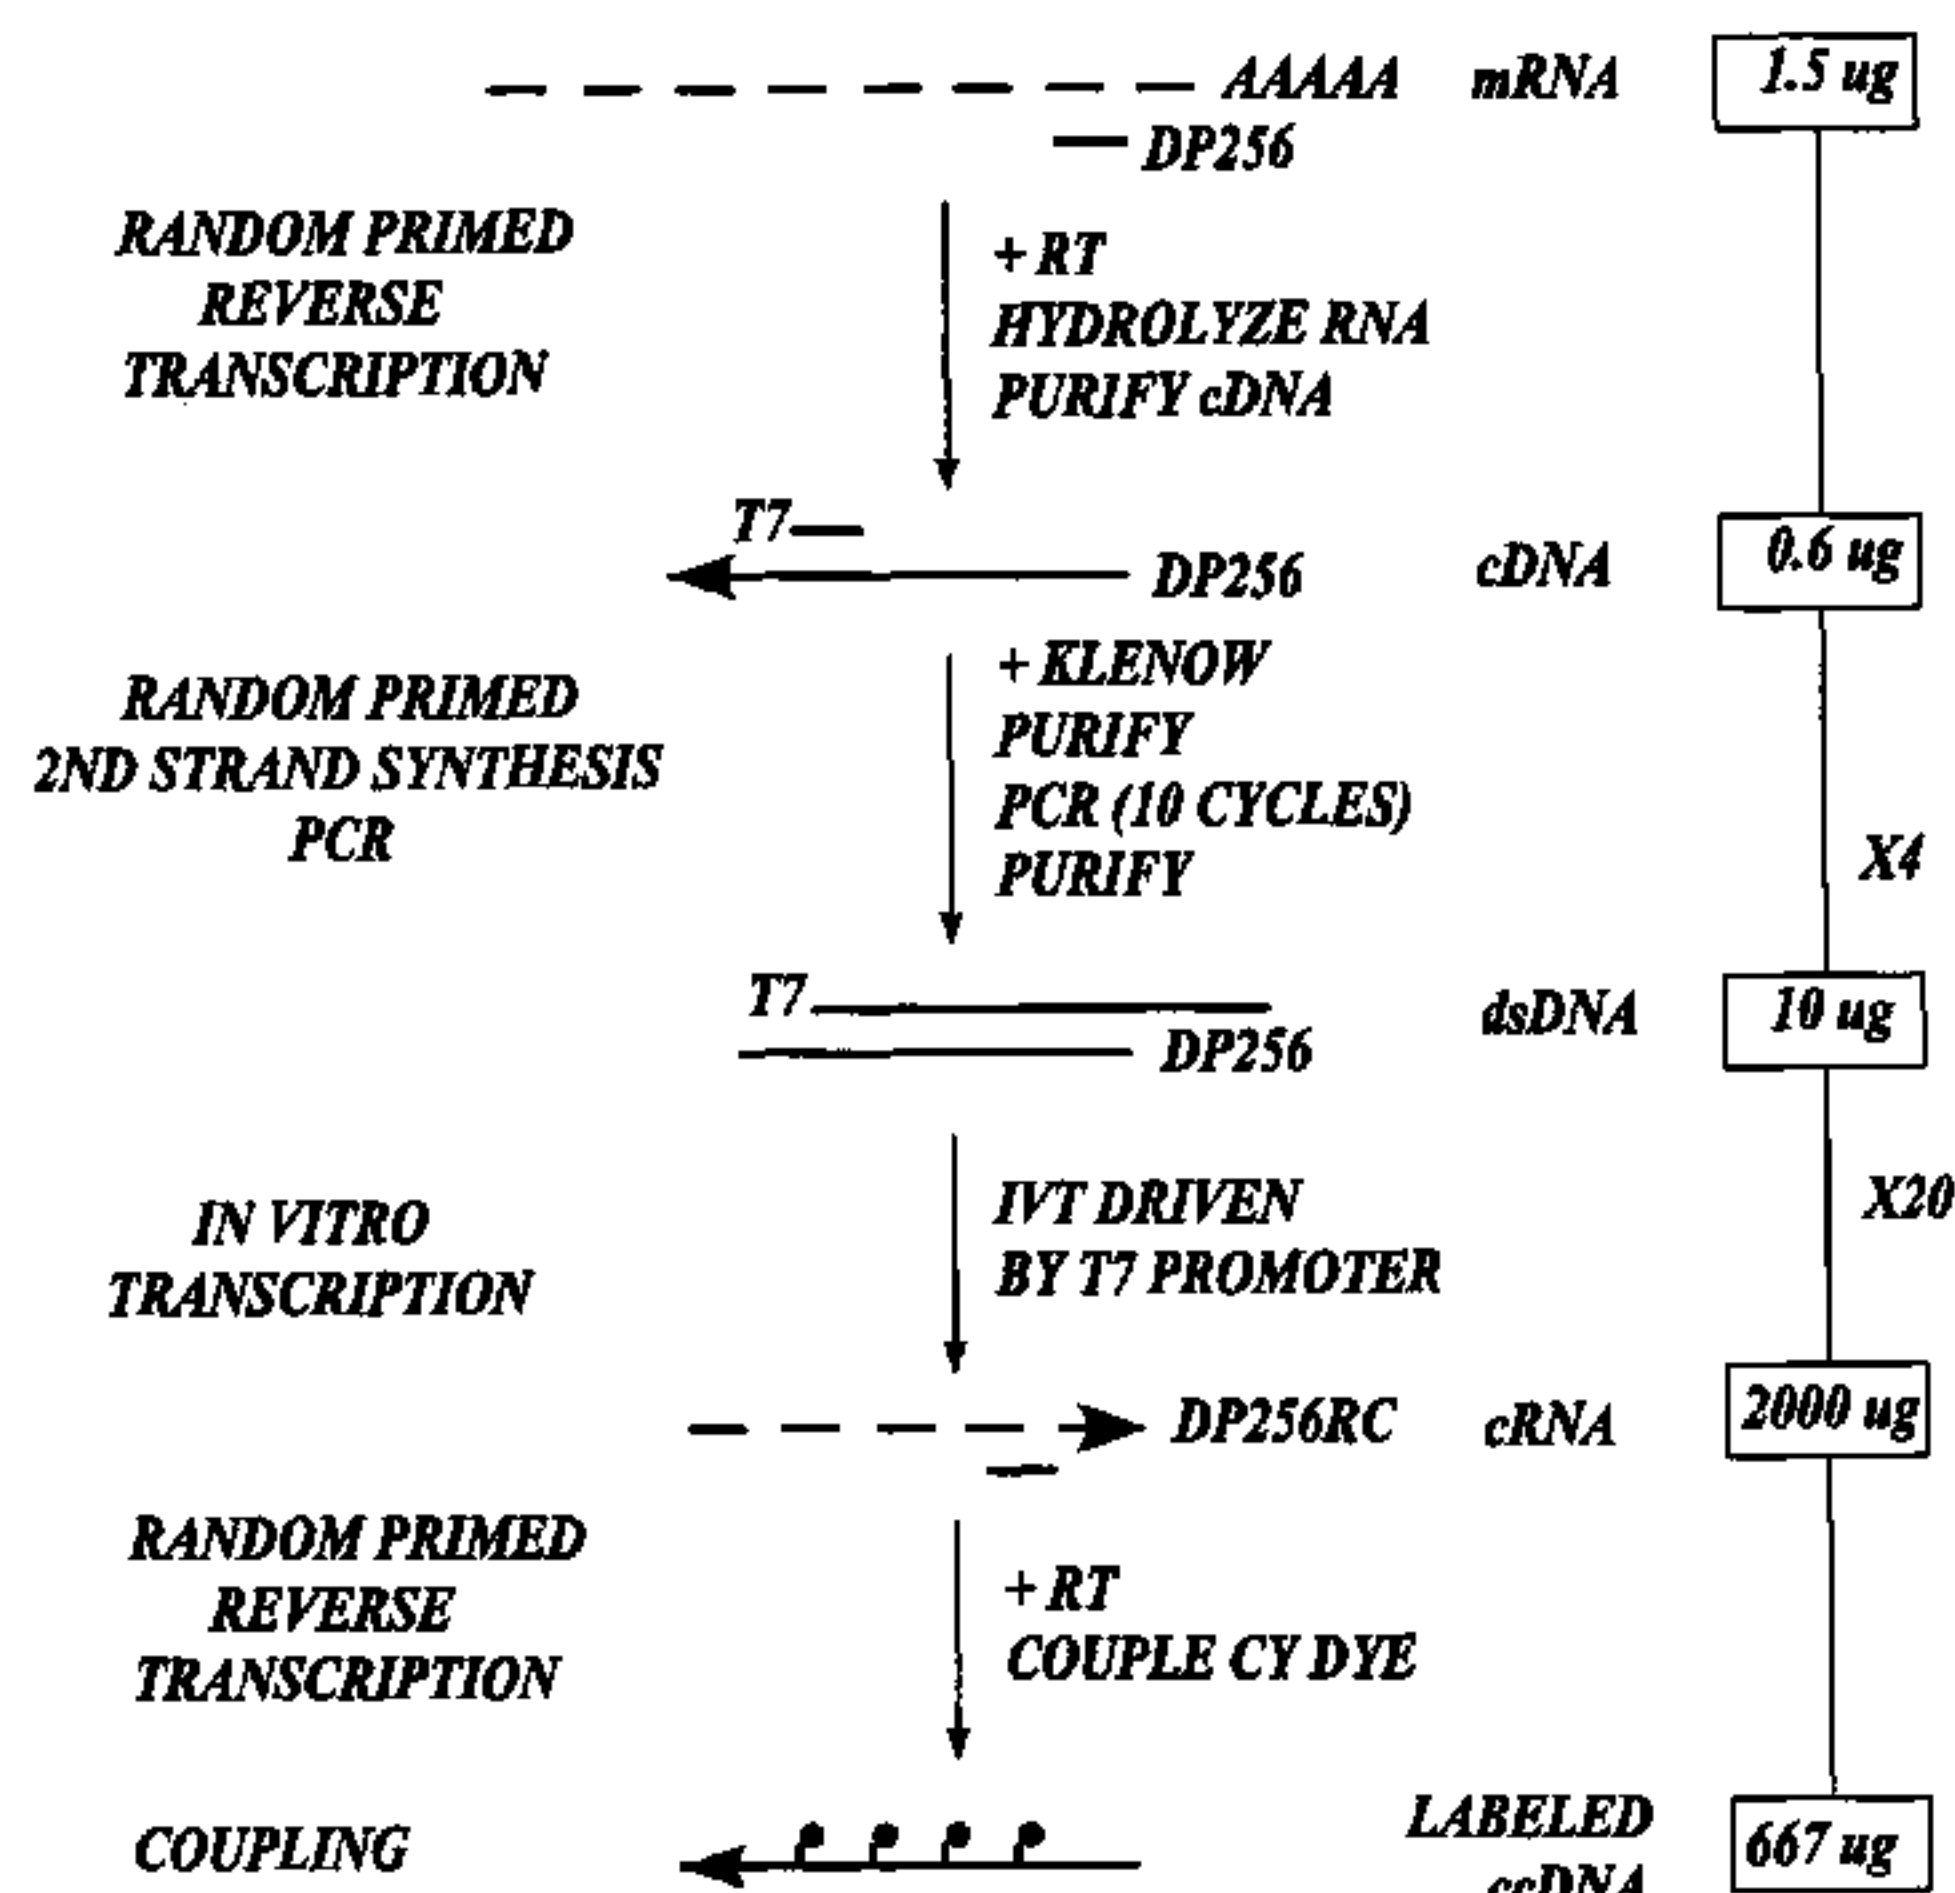 AAAAA mRNA 1.5 ug
DP256
RANDOM PRIMED
REVERSE
TRANSCRIPTION
+ RT
HYDROLYZE RNA
PURIFY cDNA
T7
DP256 cDNA 0.6 ug
RANDOM PRIMED
2ND STRAND SYNTHESIS
PCR
+ KLENOW
PURIFY
PCR (10 CYCLES)
PURIFY
X4
T7
DP256
dsDNA 10 ug
IN VITRO
TRANSCRIPTION
IVT DRIVEN
BY T7 PROMOTER
X20
DP256RC cRNA 2000 ug
RANDOM PRIMED
REVERSE
TRANSCRIPTION
+ RT
COUPLE CY DYE
COUPLING
LABELED
ccDNA
667 ug